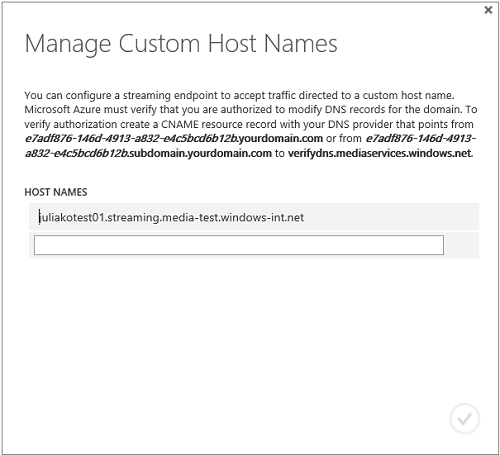 Manage Custom Host Names
You can configure a streaming endpoint to accept traffic directed to a custom host name.
Microsoft Azure must verify that you are authorized to modify DNS records for the domain. To
verify authorization create a CNAME resource record with your DNS provider that points from
e7adf876-146d-4913-a832-e4c5bcd6b12b.yourdomain.com or from e7adf876-146d-4913-
a832-e4c5bcd6b12b.subdomain.yourdomain.com to verifydns.mediaservices.windows.net.
HOST NAMES
juliakotest01.streaming.media-test.windows-int.net